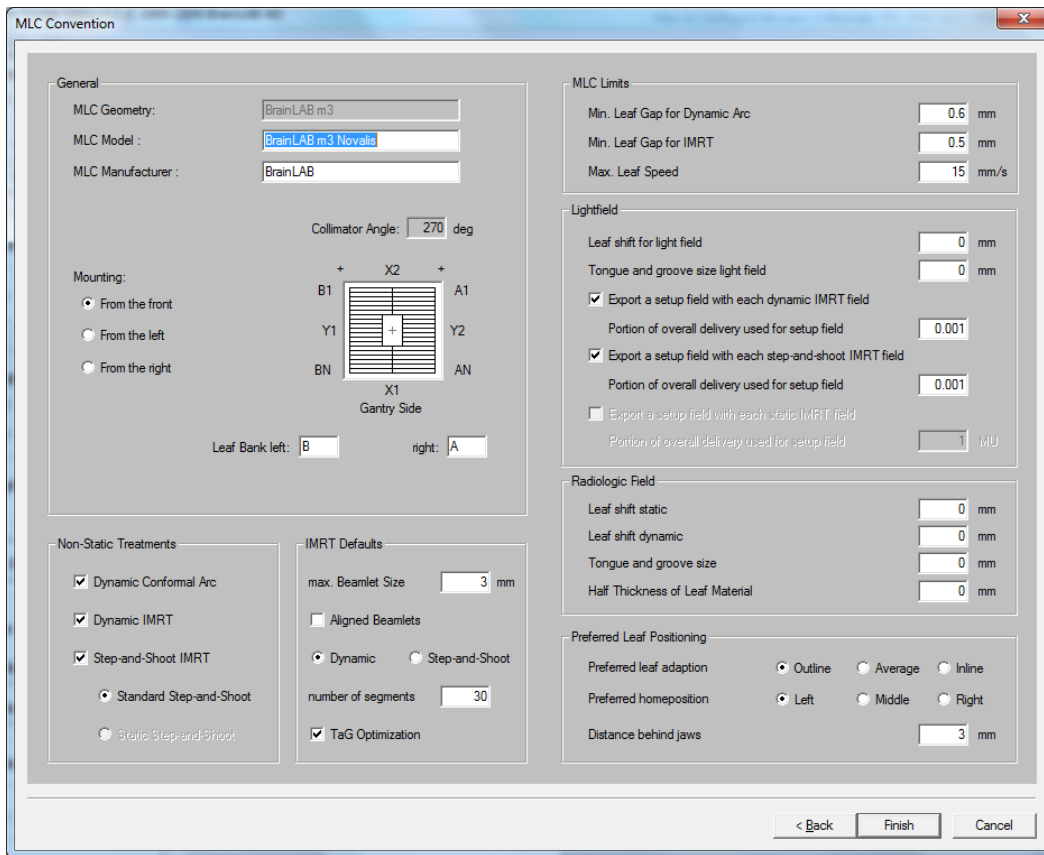 MLC Convention
General
MLC Geometry: BrainLAB m3
MLC Model : BrainLAB m3 Novalis
MLC Manufacturer : BrainLAB
Collimator Angle: 270 deg
Mounting:
From the front
From the left
From the right
+ X2 +
B1 A1
Y1 Y2
BN AN
X1
Gantry Side
Leaf Bank left: B right: A
Non-Static Treatments
Dynamic Conformal Arc
Dynamic IMRT
Step-and-Shoot IMRT
Standard Step-and-Shoot
Static Step-and-Shoot
IMRT Defaults
max. Beamlet Size 3 mm
Aligned Beamlets
Dynamic Step-and-Shoot
number of segments 30
TaG Optimization
MLC Limits
Min. Leaf Gap for Dynamic Arc 0.6 mm
Min. Leaf Gap for IMRT 0.5 mm
Max. Leaf Speed 15 mm/s
Lightfield
Leaf shift for light field 0 mm
Tongue and groove size light field 0 mm
Export a setup field with each dynamic IMRT field
Portion of overall delivery used for setup field 0.001
Export a setup field with each step-and-shoot IMRT field
Portion of overall delivery used for setup field 0.001
Export a setup field with each static IMRT field
Portion of overall delivery used for setup field 1 MU
Radiologic Field
Leaf shift static 0 mm
Leaf shift dynamic 0 mm
Tongue and groove size 0 mm
Half Thickness of Leaf Material 0 mm
Preferred Leaf Positioning
Preferred leaf adaption Outline Average Inline
Preferred homeposition Left Middle Right
Distance behind jaws 3 mm
< Back Finish Cancel